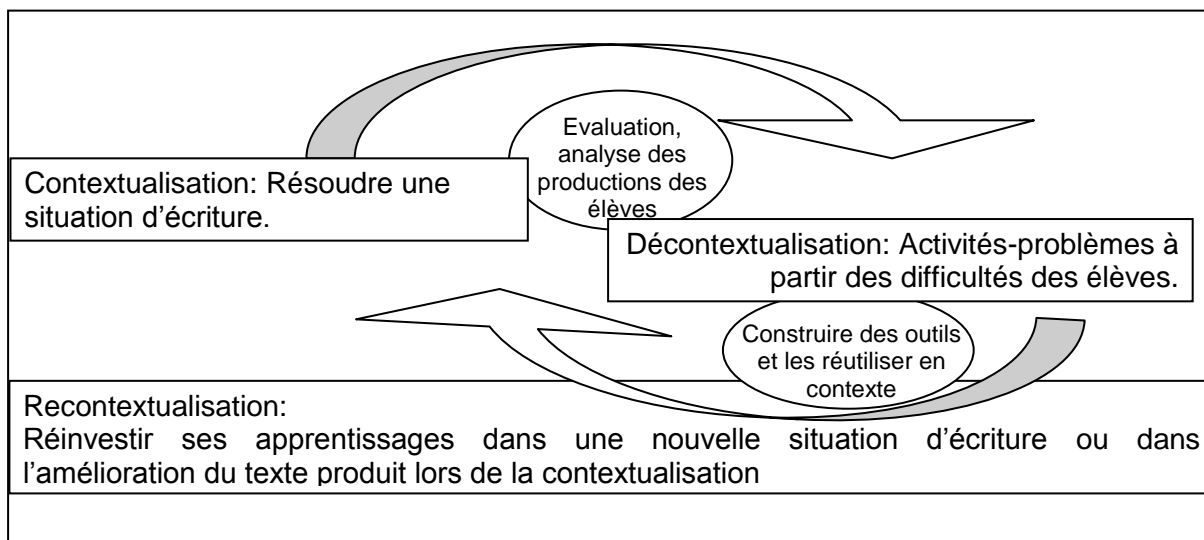 Evaluation,
analyse des
productions des
élèves
Contextualisation: Résoudre une
situation d’écriture.
Décontextualisation: Activités-problèmes à
partir des difficultés des élèves.
Construire des outils
et les réutiliser en
contexte
Recontextualisation:
Réinvestir ses apprentissages dans une nouvelle situation d’écriture ou dans
l’amélioration du texte produit lors de la contextualisation